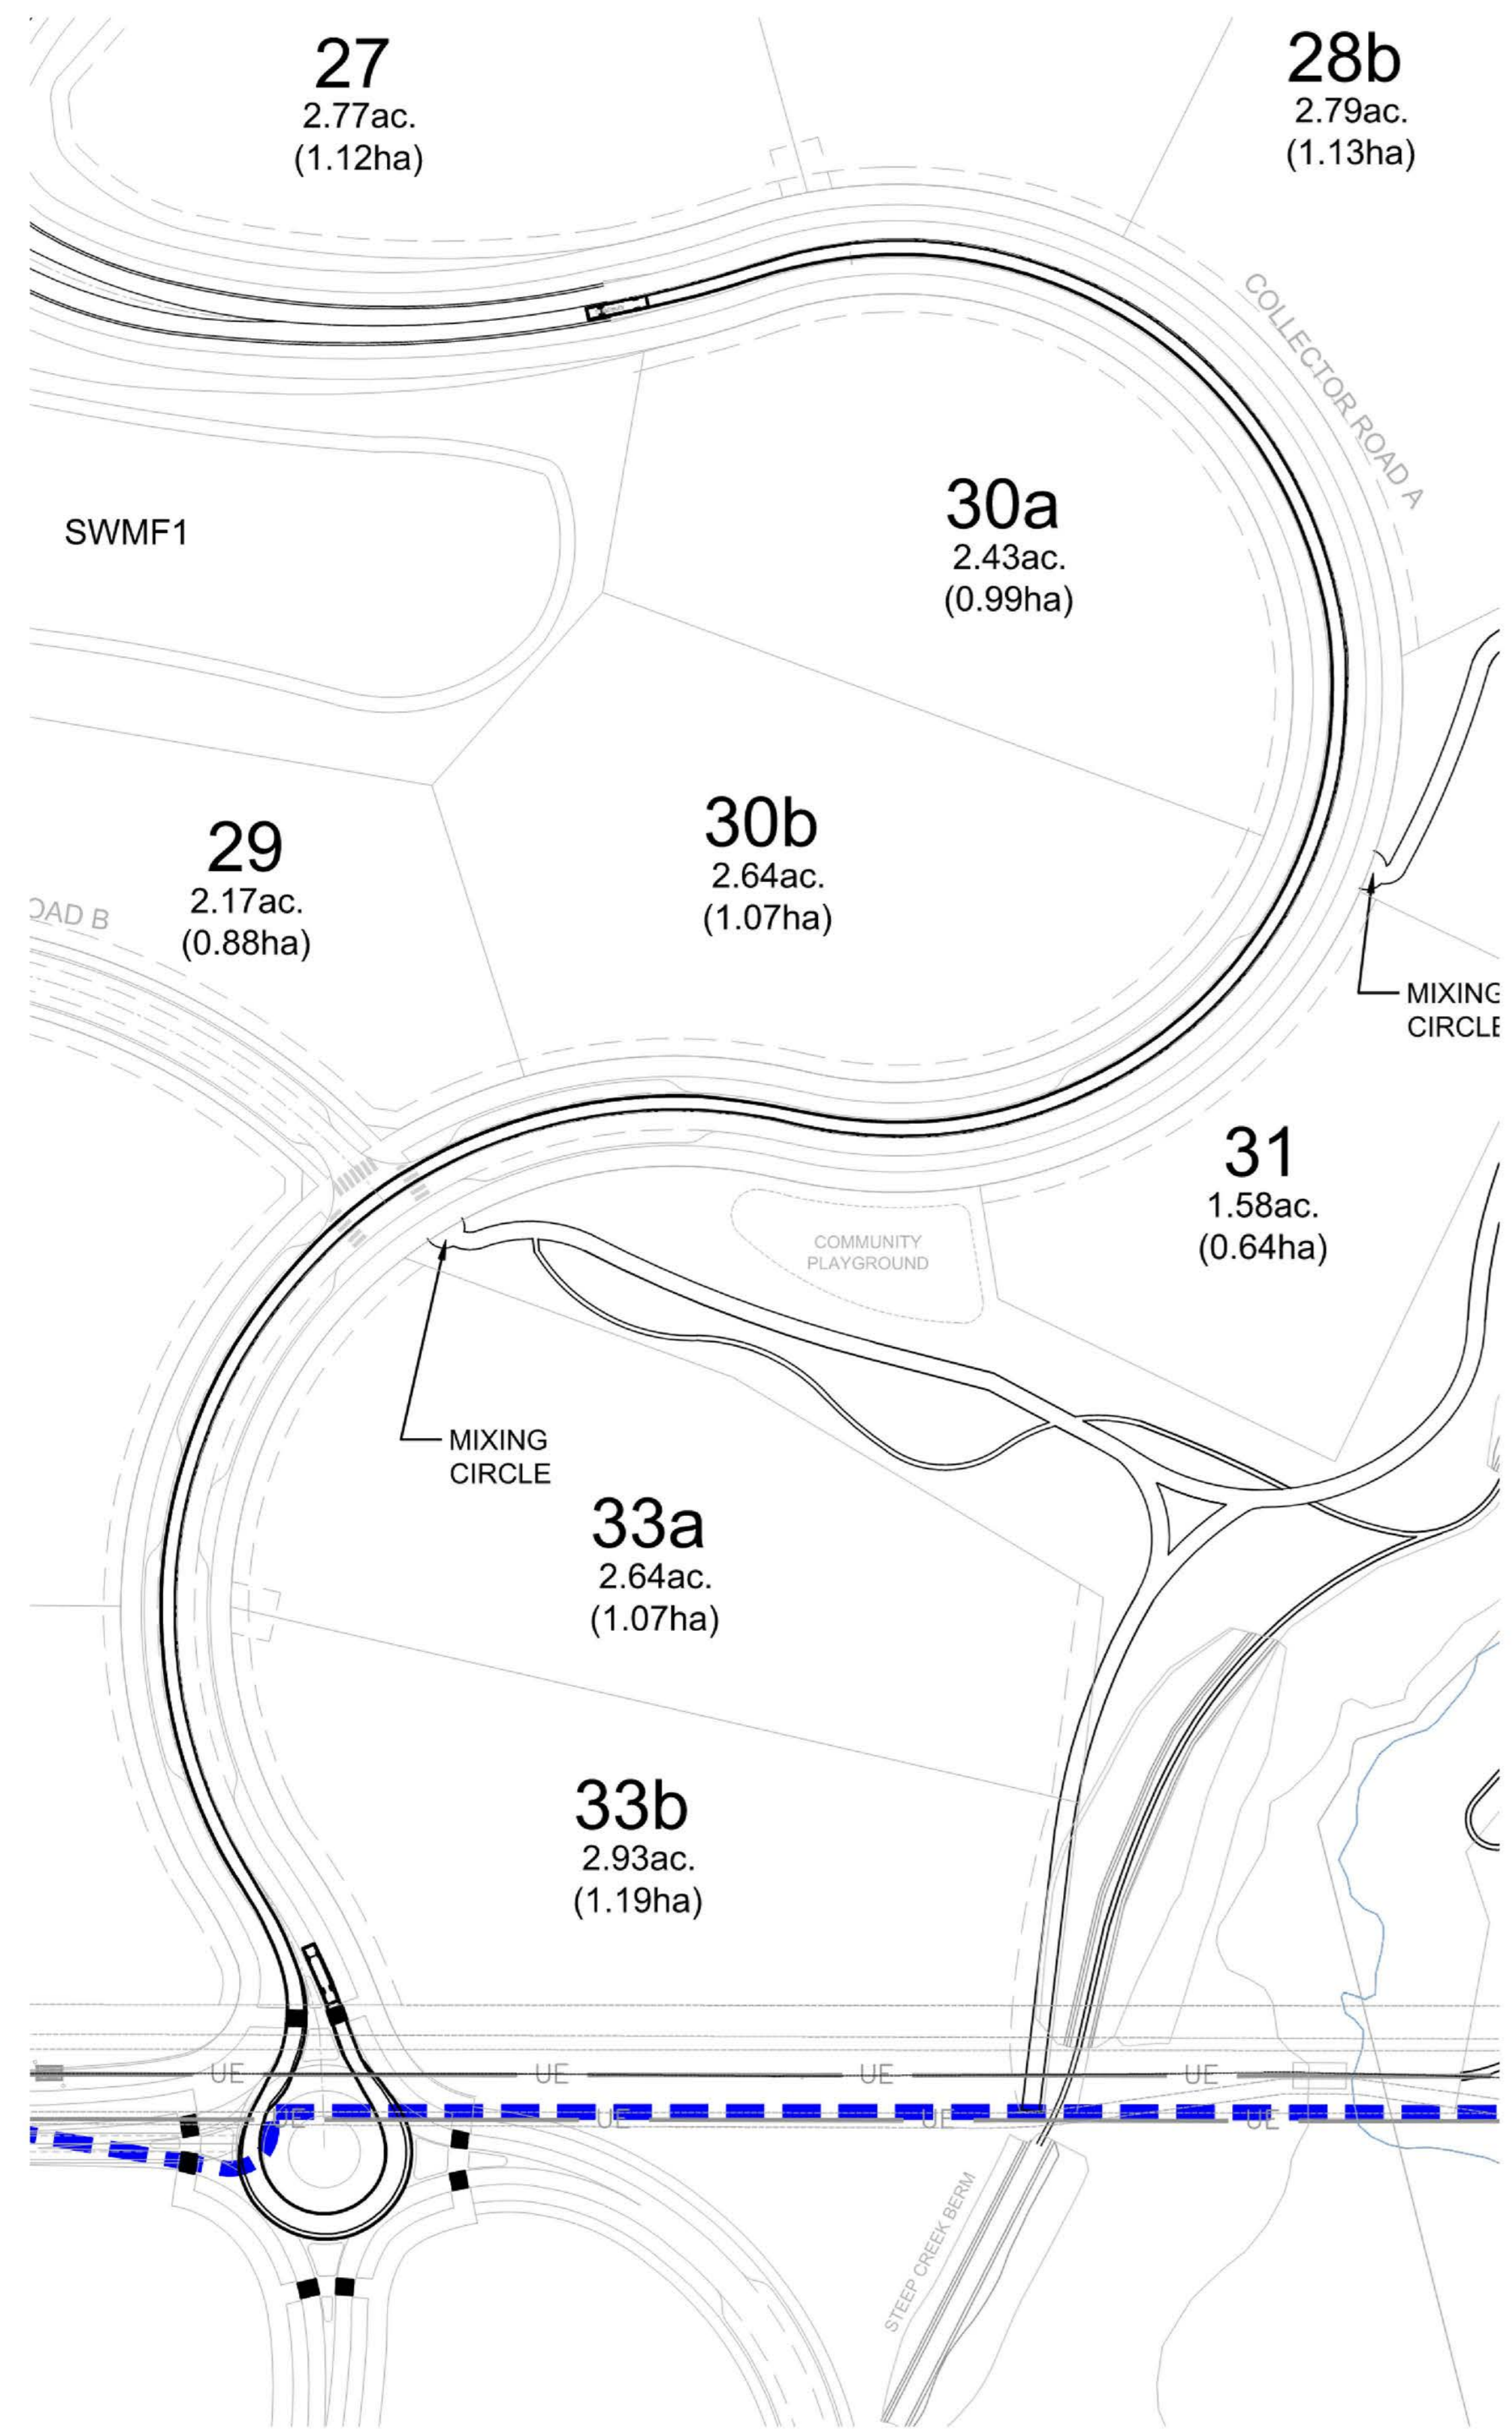 27
2.77ac.
(1.12ha)
28b
2.79ac.
(1.13ha)
COLLECTOR ROAD A
30a
2.43ac.
(0.99ha)
SWMF1
30b
2.64ac.
(1.07ha)
29
2.17ac.
(0.88ha)
OAD B
MIXING
CIRCLE
31
1.58ac.
(0.64ha)
COMMUNITY
PLAYGROUND
MIXING
CIRCLE
33a
2.64ac.
(1.07ha)
33b
2.93ac.
(1.19ha)
UE
UE
UE
UE
UE
UE
UE
UE
STEEP CREEK BERM